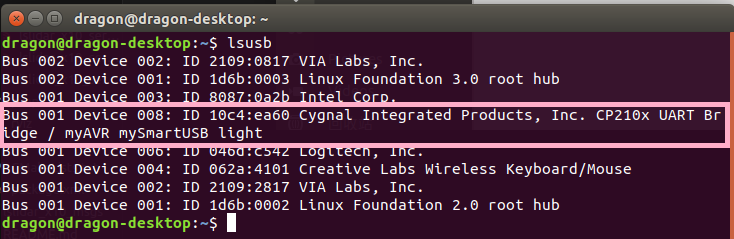 dragon@dragon-desktop: ~
dragon@dragon-desktop:~$ lsusb
Bus 002 Device 002: ID 2109:0817 VIA Labs, Inc.
Bus 002 Device 001: ID 1d6b:0003 Linux Foundation 3.0 root hub
Bus 001 Device 003: ID 8087:0a2b Intel Corp.
Bus 001 Device 008: ID 10c4:ea60 Cygnal Integrated Products, Inc. CP210x UART Br
idge / myAVR mySmartUSB light
Bus 001 Device 006: ID 046d:c542 Logitech, Inc.
Bus 001 Device 004: ID 062a:4101 Creative Labs Wireless Keyboard/Mouse
Bus 001 Device 002: ID 2109:2817 VIA Labs, Inc.
Bus 001 Device 001: ID 1d6b:0002 Linux Foundation 2.0 root hub
dragon@dragon-desktop:~$